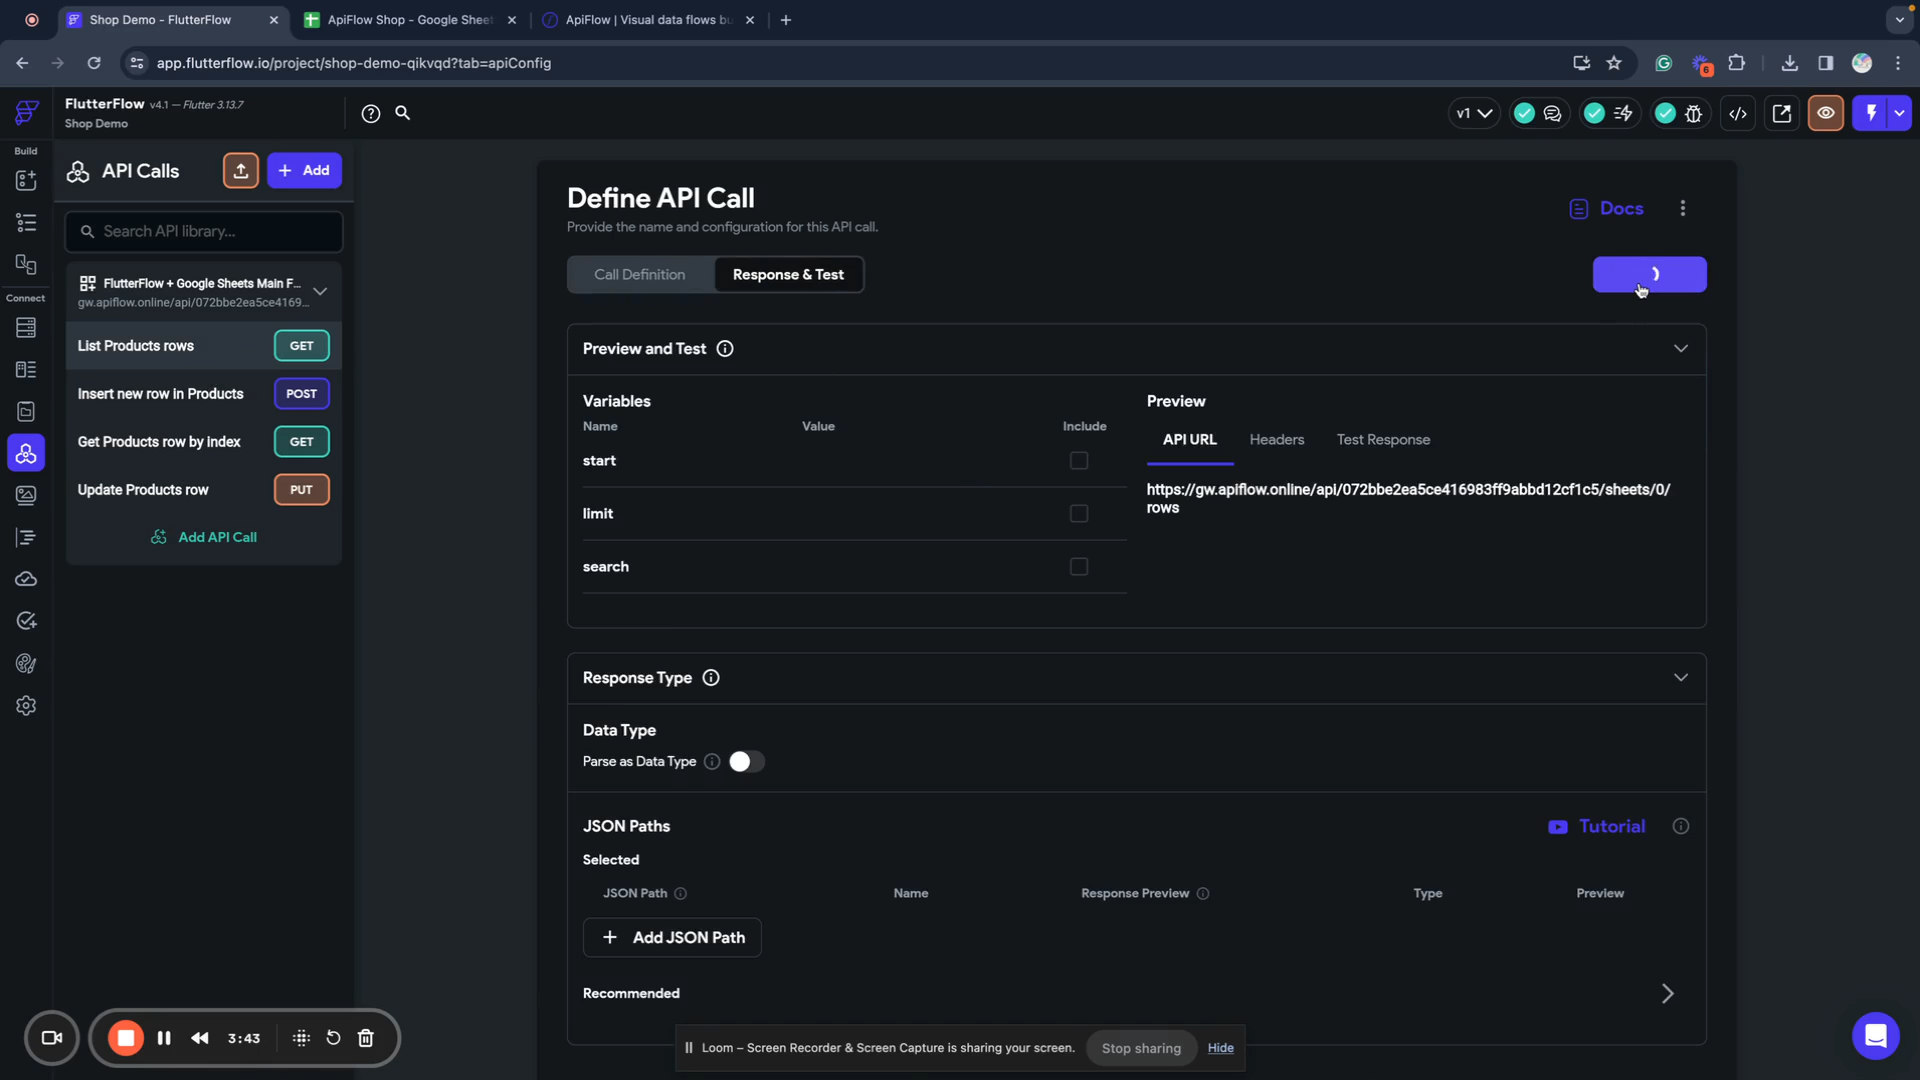 Shop Demo - FlutterFlow
ApiFlow Shop - Google Sheet
ApiFlow | Visual data flows bu
app.flutterflow.io/project/shop-demo-qikvqd?tab=apiConfig
6
FlutterFlow v4.1 — Flutter 3.13.7
Shop Demo
v1
Build
API Calls
Add
Define API Call
Provide the name and configuration for this API call.
Docs
Search API library...
Call Definition
Response & Test
FlutterFlow + Google Sheets Main F...
gw.apiflow.online/api/072bbe2ea5ce4169...
Connect
List Products rows GET
Insert new row in Products POST
Get Products row by index GET
Update Products row PUT
Add API Call
Preview and Test
Variables
Name Value Include
start
limit
search
Preview
API URL Headers Test Response
https://gw.apiflow.online/api/072bbe2ea5ce416983ff9abbd12cf1c5/sheets/0/
rows
Response Type
Data Type
Parse as Data Type
JSON Paths
Tutorial
Selected
JSON Path Name Response Preview Type Preview
Add JSON Path
Recommended
3:43
Loom – Screen Recorder & Screen Capture is sharing your screen.
Stop sharing
Hide